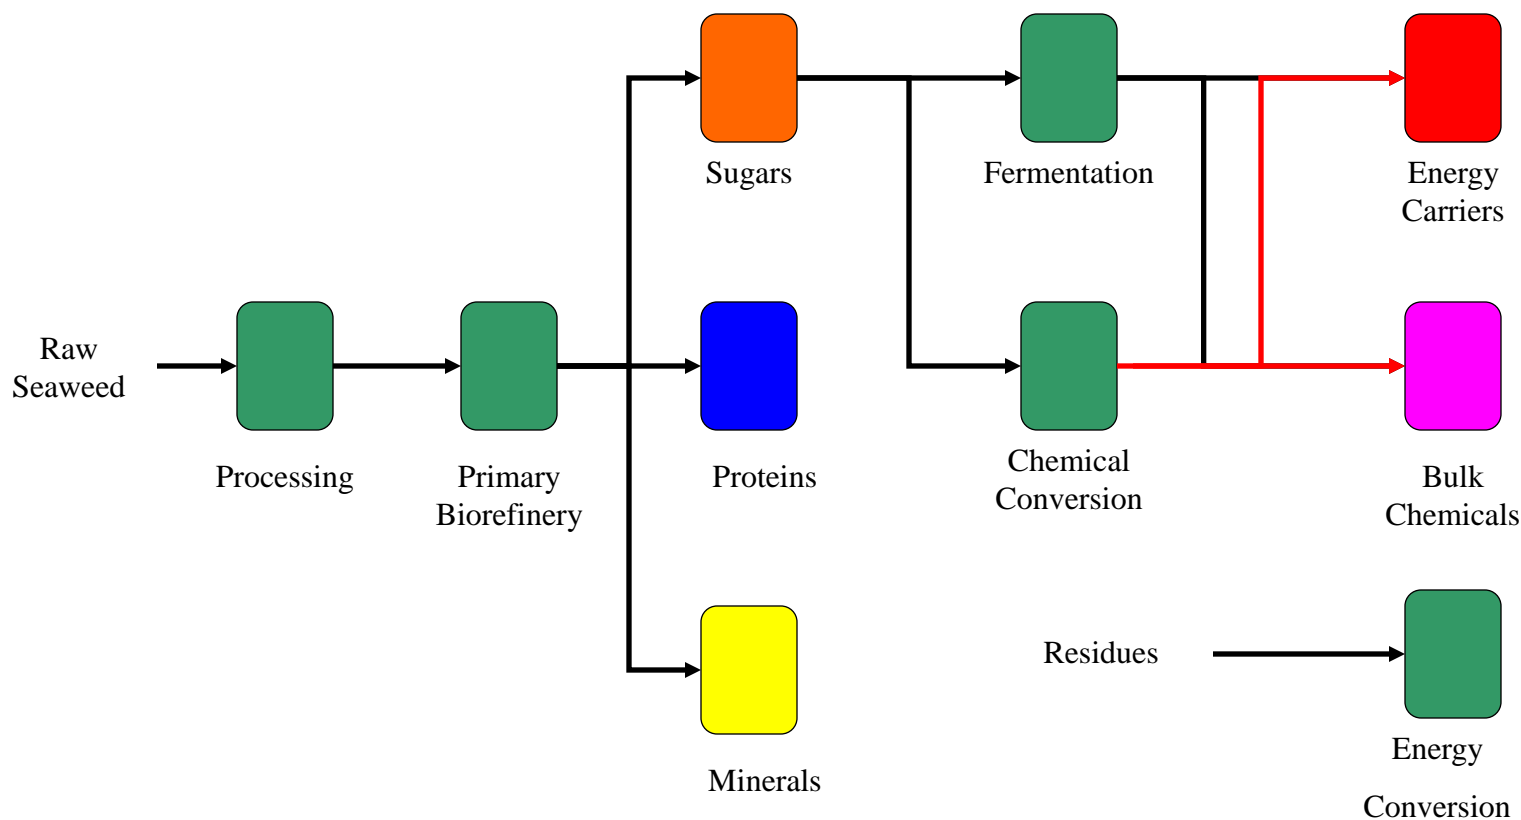 Sugars
Fermentation
Energy
Carriers
Raw
Seaweed
Processing
Primary
Biorefinery
Proteins
Chemical
Conversion
Bulk
Chemicals
Residues
Minerals
Energy
Conversion